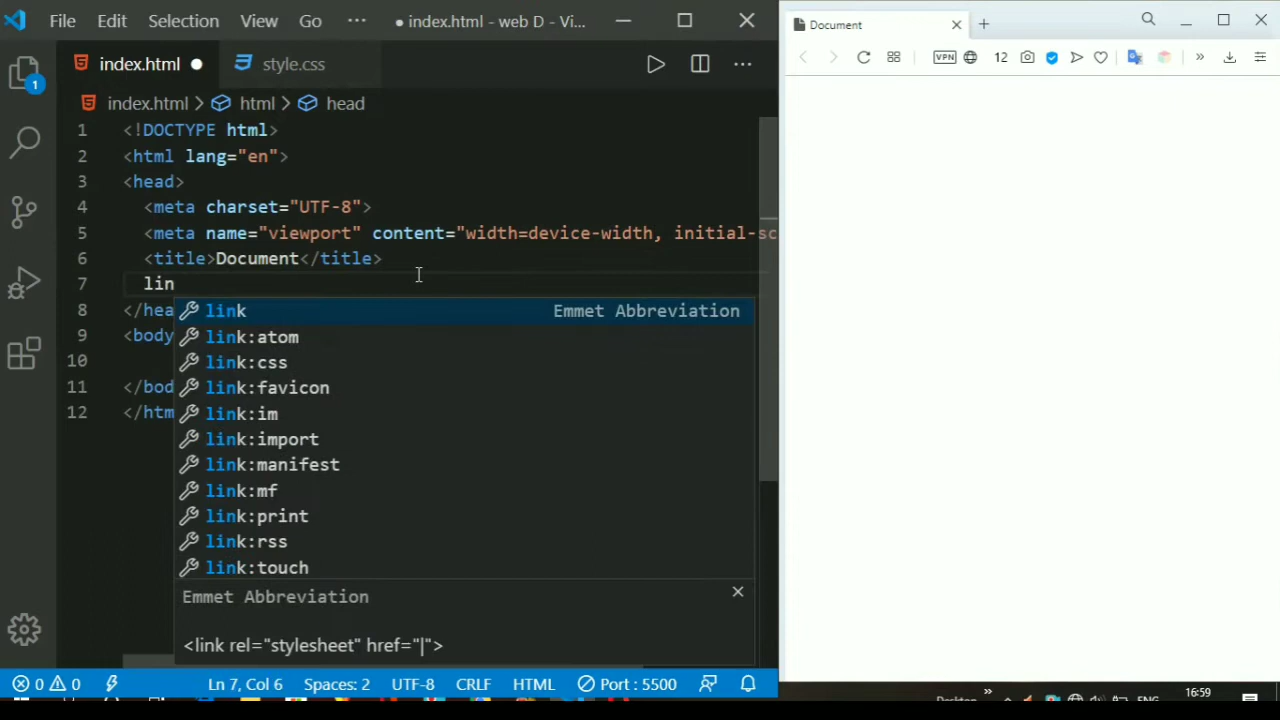 File Edit Selection View Go ··· ● index.html - web D - Vi...
index.html ● style.css
index.html > html > head
1 <!DOCTYPE html>
2 <html lang="en">
3 <head>
4 <meta charset="UTF-8">
5 <meta name="viewport" content="width=device-width, initial-sc
6 <title>Document</title>
7 lin
8 </hea
9 <body
10
11 </bod
12 </htm
link Emmet Abbreviation
link:atom
link:css
link:favicon
link:im
link:import
link:manifest
link:mf
link:print
link:rss
link:touch
Emmet Abbreviation
<link rel="stylesheet" href="|">
1
0 0 Ln 7, Col 6 Spaces: 2 UTF-8 CRLF HTML Port : 5500
Document
VPN 12 »
Desktop » ENG 16:59